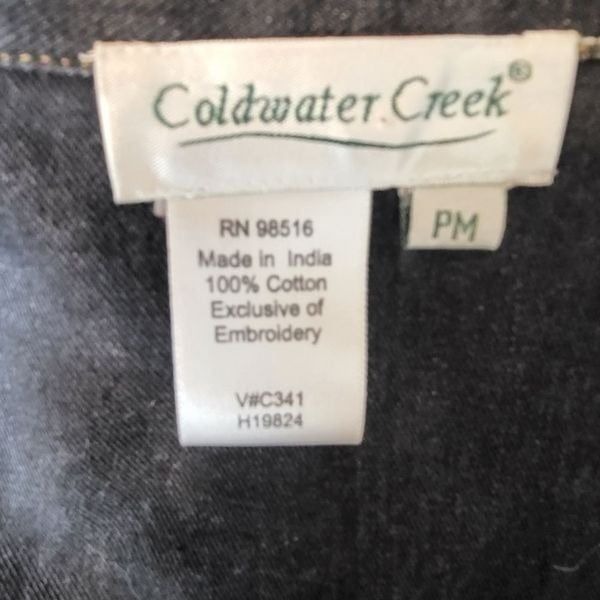 Coldwater Creek®
PM
RN 98516
Made in India
100% Cotton
Exclusive of
Embroidery
V#C341
H19824